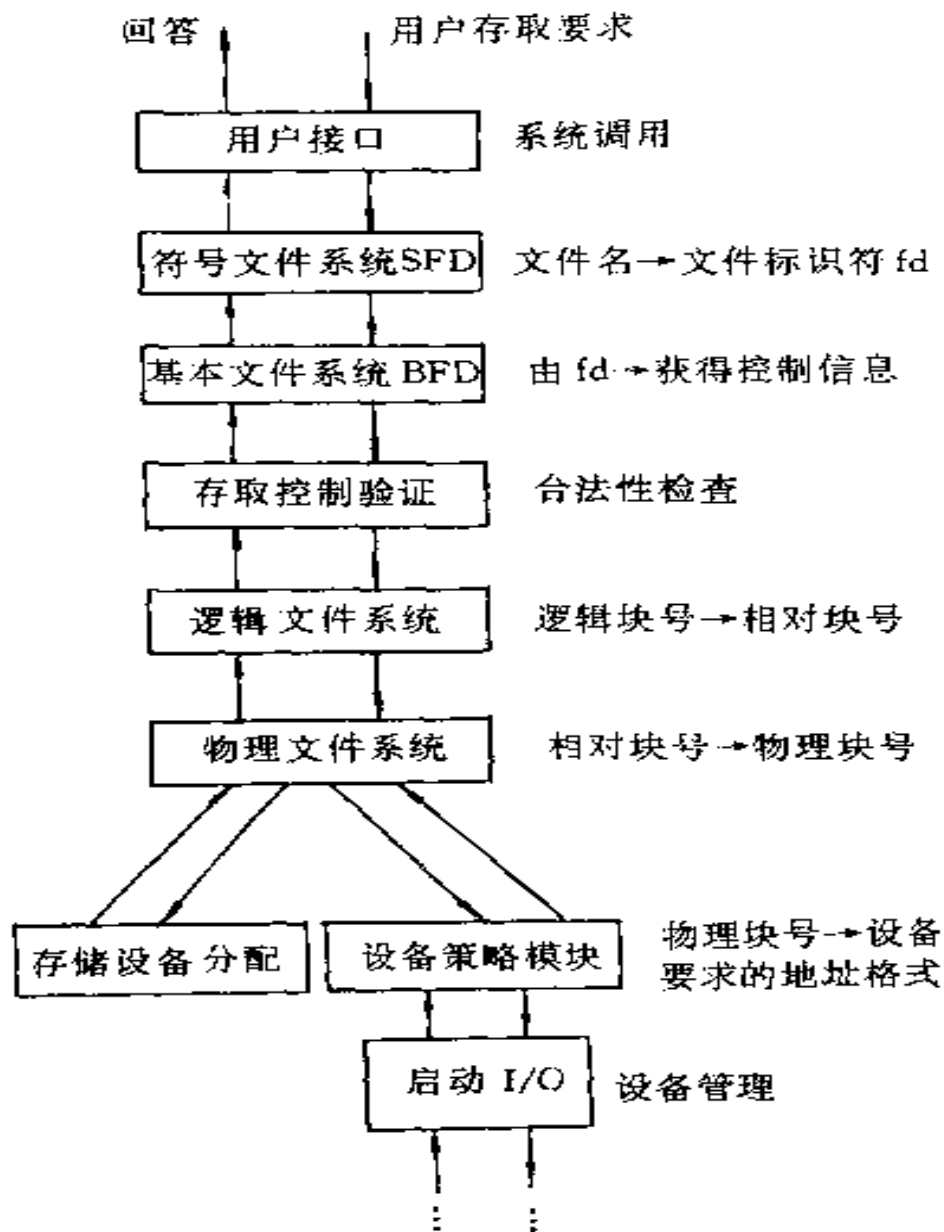 回答 用户存取要求
用户接口 系统调用
符号文件系统SFD 文件名→文件标识符 fd
基本文件系统 BFD 由 fd→获得控制信息
存取控制验证 合法性检查
逻辑文件系统 逻辑块号→相对块号
物理文件系统 相对块号→物理块号
存储设备分配 设备策略模块 物理块号→设备
要求的地址格式
启动 I/O 设备管理
⋮ ⋮